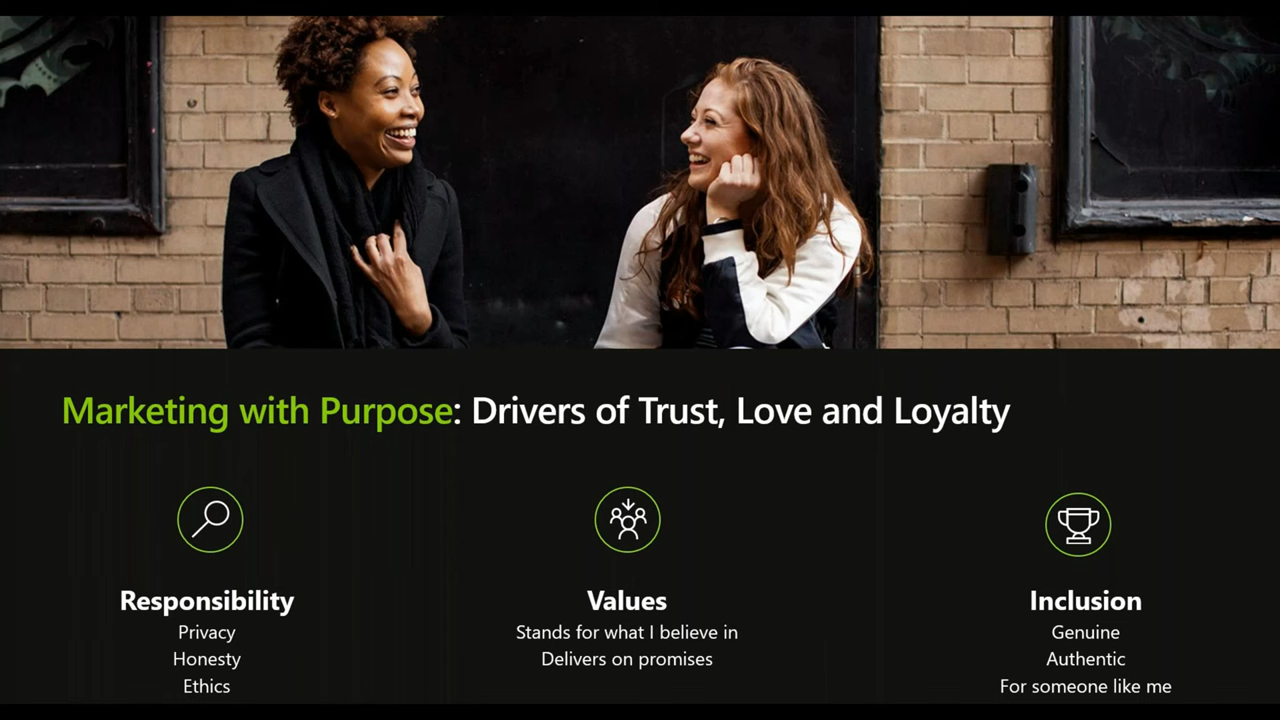 Marketing with Purpose: Drivers of Trust, Love and Loyalty
Responsibility
Privacy
Honesty
Ethics
Values
Stands for what I believe in
Delivers on promises
Inclusion
Genuine
Authentic
For someone like me